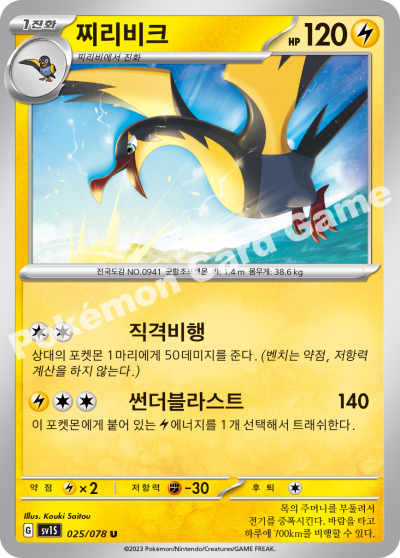 1진화 찌리비크 HP 120
찌리비에서 진화
전국도감 NO.0941 군함조포켓몬 키: 1.4 m 몸무게: 38.6 kg
Pokémon Card Game
직격비행
상대의 포켓몬 1마리에게 50데미지를 준다. (벤치는 약점, 저항력
계산을 하지 않는다.)
썬더블라스트 140
이 포켓몬에게 붙어 있는 에너지를 1개 선택해서 트래쉬한다.
약점 ×2 저항력 -30 후퇴
Illus. Kouki Saitou
G sv1S 025/078 U
목의 주머니를 부풀려서
전기를 증폭시킨다. 바람을 타고
하루에 700km를 비행할 수 있다.
©2023 Pokémon/Nintendo/Creatures/GAME FREAK.